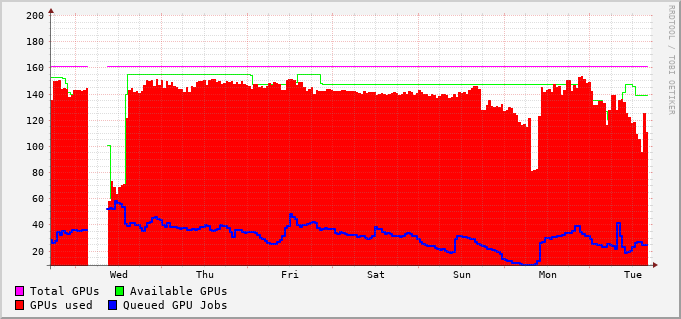 200
180
160
140
120
100
80
60
40
20
Wed Thu Fri Sat Sun Mon Tue
RRDTOOL / TOBI OETIKER
Total GPUs Available GPUs
GPUs used Queued GPU Jobs